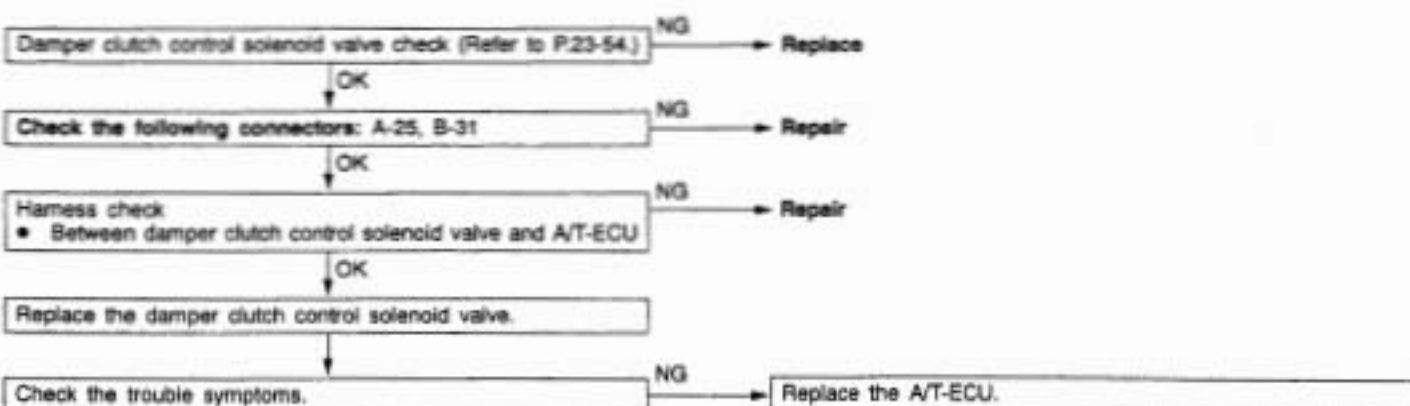 NG
Damper clutch control solenoid valve check (Refer to P.23-54.)
Replace
OK
NG
Check the following connectors: A-25, B-31
Repair
OK
NG
Harness check
Repair
• Between damper clutch control solenoid valve and A/T-ECU
OK
Replace the damper clutch control solenoid valve.
NG
Check the trouble symptoms.
Replace the A/T-ECU.